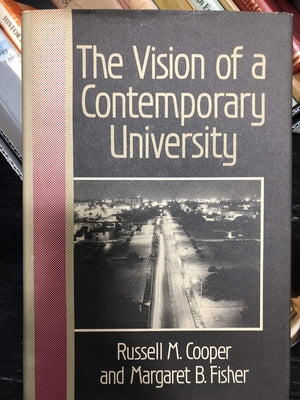 The Vision of a
Contemporary
University
Russell M. Cooper
and Margaret B. Fisher